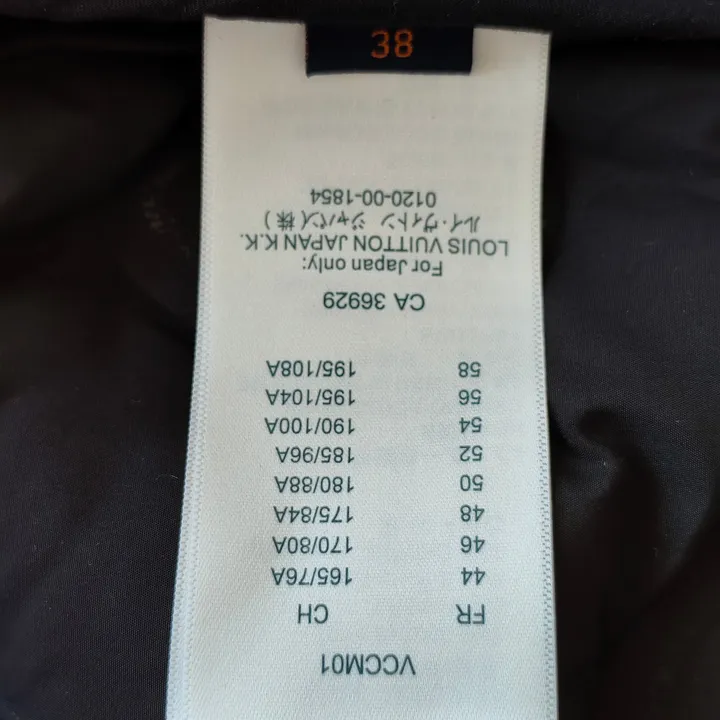 38
VCCM01
FR CH
44 165/76A
46 170/80A
48 175/84A
50 180/88A
52 185/96A
54 190/100A
56 195/104A
58 195/108A
CA 36929
For Japan only:
LOUIS VUITTON JAPAN K.K.
ルイ・ヴィトン ジャパン(株)
0120-00-1854